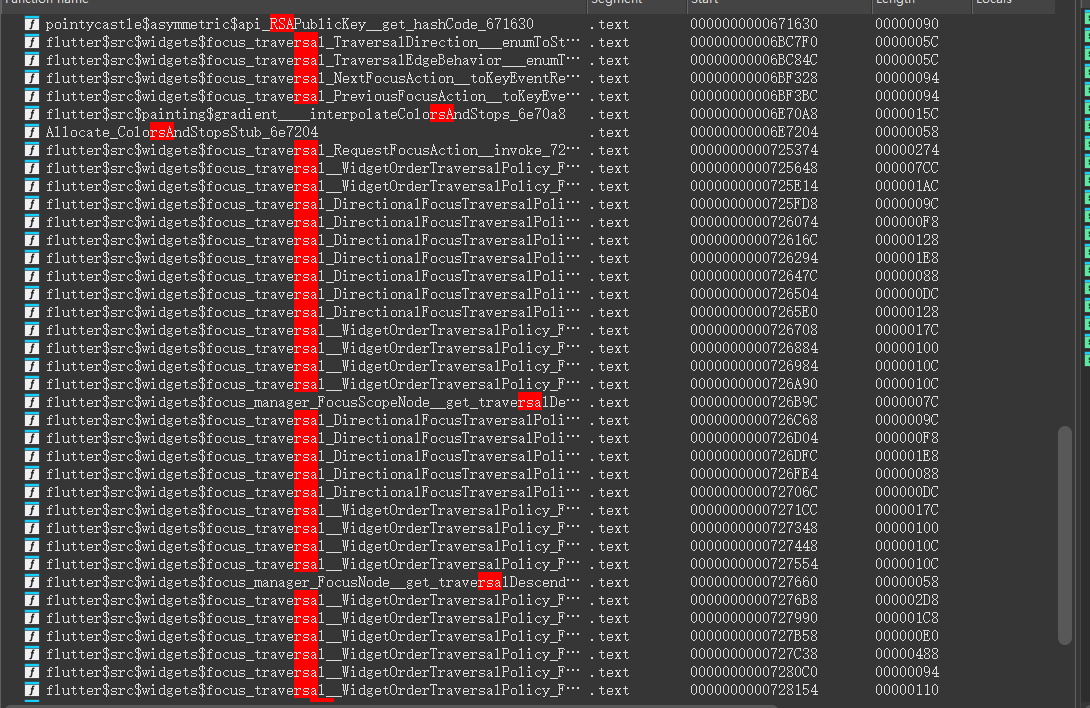 Function name Segment Start Length Locals
f pointycastle$asymmetric$api_RSAPublicKey__get_hashCode_671630 .text 0000000000671630 00000090
f flutter$src$widgets$focus_traversal_TraversalDirection___enumToSt… .text 00000000006BC7F0 0000005C
f flutter$src$widgets$focus_traversal_TraversalEdgeBehavior___enumT… .text 00000000006BC84C 0000005C
f flutter$src$widgets$focus_traversal_NextFocusAction__toKeyEventRe… .text 00000000006BF328 00000094
f flutter$src$widgets$focus_traversal_PreviousFocusAction__toKeyEve… .text 00000000006BF3BC 00000094
f flutter$src$painting$gradient____interpolateColorsAndStops_6e70a8 .text 00000000006E70A8 0000015C
f Allocate_ColorsAndStopsStub_6e7204 .text 00000000006E7204 00000058
f flutter$src$widgets$focus_traversal_RequestFocusAction__invoke_72… .text 0000000000725374 00000274
f flutter$src$widgets$focus_traversal__WidgetOrderTraversalPolicy_F… .text 0000000000725648 000007CC
f flutter$src$widgets$focus_traversal__WidgetOrderTraversalPolicy_F… .text 0000000000725E14 000001AC
f flutter$src$widgets$focus_traversal_DirectionalFocusTraversalPoli… .text 0000000000725FD8 0000009C
f flutter$src$widgets$focus_traversal_DirectionalFocusTraversalPoli… .text 0000000000726074 000000F8
f flutter$src$widgets$focus_traversal_DirectionalFocusTraversalPoli… .text 000000000072616C 00000128
f flutter$src$widgets$focus_traversal_DirectionalFocusTraversalPoli… .text 0000000000726294 000001E8
f flutter$src$widgets$focus_traversal_DirectionalFocusTraversalPoli… .text 000000000072647C 00000088
f flutter$src$widgets$focus_traversal_DirectionalFocusTraversalPoli… .text 0000000000726504 000000DC
f flutter$src$widgets$focus_traversal_DirectionalFocusTraversalPoli… .text 00000000007265E0 00000128
f flutter$src$widgets$focus_traversal__WidgetOrderTraversalPolicy_F… .text 0000000000726708 0000017C
f flutter$src$widgets$focus_traversal__WidgetOrderTraversalPolicy_F… .text 0000000000726884 00000100
f flutter$src$widgets$focus_traversal__WidgetOrderTraversalPolicy_F… .text 0000000000726984 0000010C
f flutter$src$widgets$focus_traversal__WidgetOrderTraversalPolicy_F… .text 0000000000726A90 0000010C
f flutter$src$widgets$focus_manager_FocusScopeNode__get_traversalDe… .text 0000000000726B9C 0000007C
f flutter$src$widgets$focus_traversal_DirectionalFocusTraversalPoli… .text 0000000000726C68 0000009C
f flutter$src$widgets$focus_traversal_DirectionalFocusTraversalPoli… .text 0000000000726D04 000000F8
f flutter$src$widgets$focus_traversal_DirectionalFocusTraversalPoli… .text 0000000000726DFC 000001E8
f flutter$src$widgets$focus_traversal_DirectionalFocusTraversalPoli… .text 0000000000726FE4 00000088
f flutter$src$widgets$focus_traversal_DirectionalFocusTraversalPoli… .text 000000000072706C 000000DC
f flutter$src$widgets$focus_traversal__WidgetOrderTraversalPolicy_F… .text 00000000007271CC 0000017C
f flutter$src$widgets$focus_traversal__WidgetOrderTraversalPolicy_F… .text 0000000000727348 00000100
f flutter$src$widgets$focus_traversal__WidgetOrderTraversalPolicy_F… .text 0000000000727448 0000010C
f flutter$src$widgets$focus_traversal__WidgetOrderTraversalPolicy_F… .text 0000000000727554 0000010C
f flutter$src$widgets$focus_manager_FocusNode__get_traversalDescend… .text 0000000000727660 00000058
f flutter$src$widgets$focus_traversal__WidgetOrderTraversalPolicy_F… .text 00000000007276B8 000002D8
f flutter$src$widgets$focus_traversal__WidgetOrderTraversalPolicy_F… .text 0000000000727990 000001C8
f flutter$src$widgets$focus_traversal__WidgetOrderTraversalPolicy_F… .text 0000000000727B58 000000E0
f flutter$src$widgets$focus_traversal__WidgetOrderTraversalPolicy_F… .text 0000000000727C38 00000488
f flutter$src$widgets$focus_traversal__WidgetOrderTraversalPolicy_F… .text 00000000007280C0 00000094
f flutter$src$widgets$focus_traversal__WidgetOrderTraversalPolicy_F… .text 0000000000728154 00000110